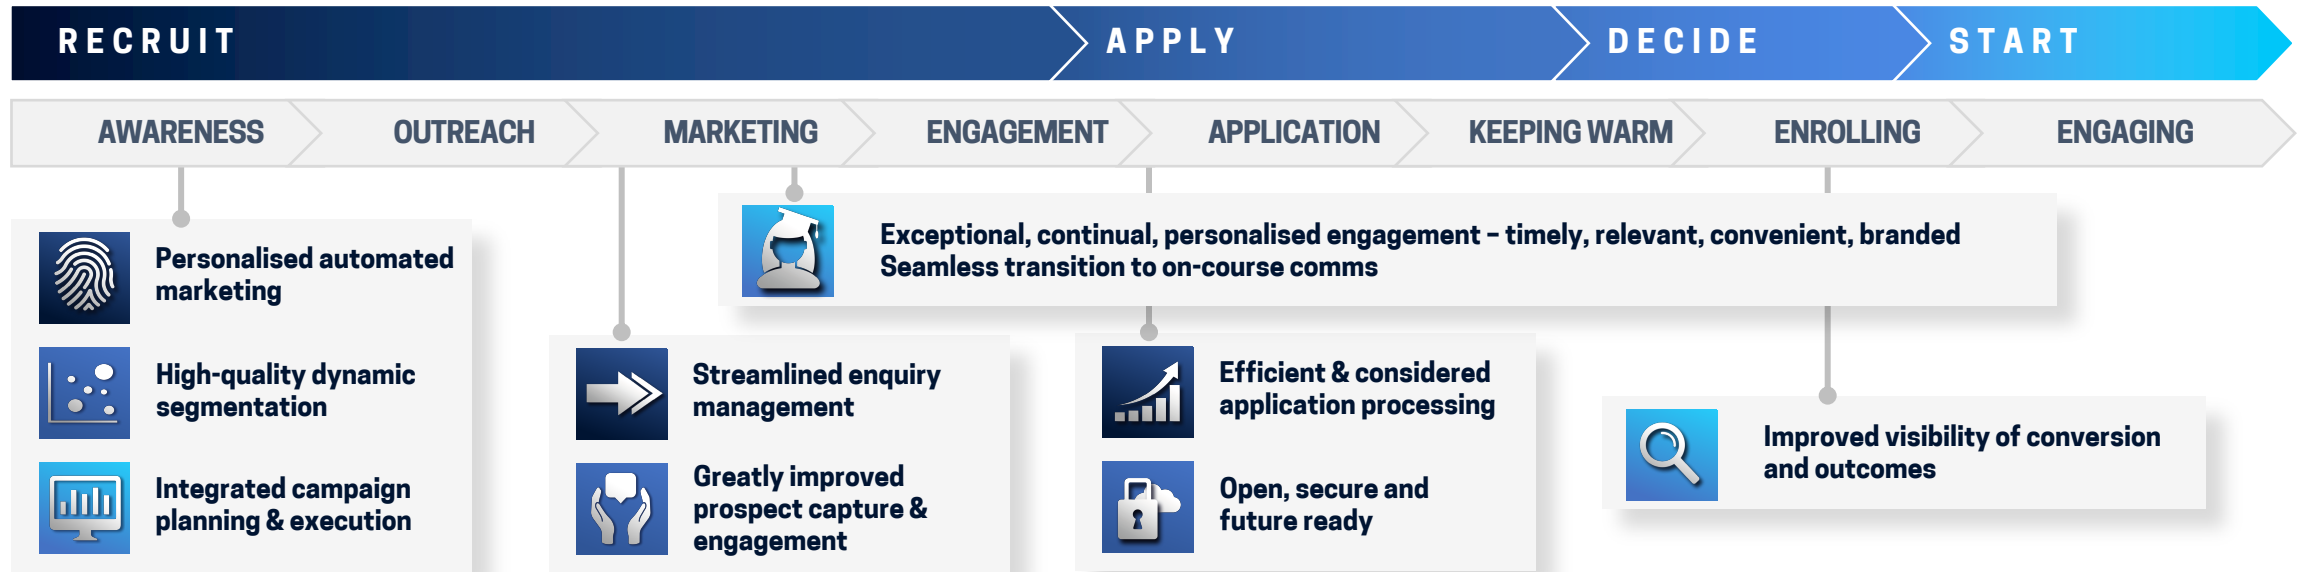 RECRUIT
APPLY
DECIDE
START
AWARENESS
OUTREACH
MARKETING
ENGAGEMENT
APPLICATION
KEEPING WARM
ENROLLING
ENGAGING
Exceptional, continual, personalised engagement – timely, relevant, convenient, branded
Seamless transition to on-course comms
Personalised automated
marketing
High-quality dynamic
segmentation
Integrated campaign
planning & execution
Streamlined enquiry
management
Greatly improved
prospect capture &
engagement
Efficient & considered
application processing
Open, secure and
future ready
Improved visibility of conversion
and outcomes